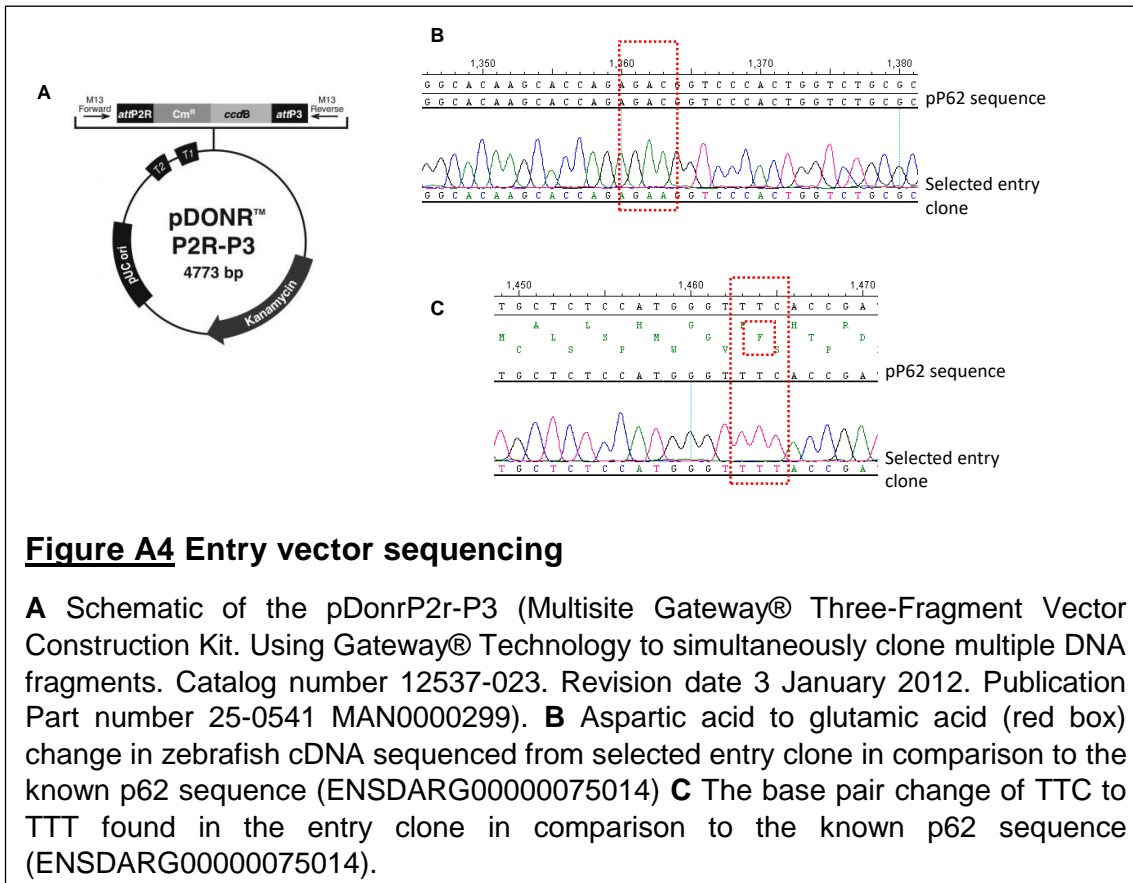 A
M13
Forward
M13
Reverse
attP2R
CmR
ccdB
attP3
T2
T1
pUC ori
pDONR™
P2R-P3
4773 bp
Kanamycin
B
1,350 1,360 1,370 1,380
G G C A C A A G C A C C A G A G A C G G T C C C A C T G G T C T G C G C
G G C A C A A G C A C C A G A G A C G G T C C C A C T G G T C T G C G C
pP62 sequence
Selected entry
clone
G G C A C A A G C A C C A G A G A A G G T C C C A C T G G T C T G C G C
C
1,450 1,460 1,470
T G C T C T C C A T G G G T T T C A C C G A
A L H G F H R
M L S M G F T D
C S P W V S P
T G C T C T C C A T G G G T T T C A C C G A
pP62 sequence
Selected entry
clone
T G C T C T C C A T G G G T T T T A C C G A
Figure A4 Entry vector sequencing
A Schematic of the pDonrP2r-P3 (Multisite Gateway® Three-Fragment Vector
Construction Kit. Using Gateway® Technology to simultaneously clone multiple DNA
fragments. Catalog number 12537-023. Revision date 3 January 2012. Publication
Part number 25-0541 MAN0000299). B Aspartic acid to glutamic acid (red box)
change in zebrafish cDNA sequenced from selected entry clone in comparison to the
known p62 sequence (ENSDARG00000075014) C The base pair change of TTC to
TTT found in the entry clone in comparison to the known p62 sequence
(ENSDARG00000075014).